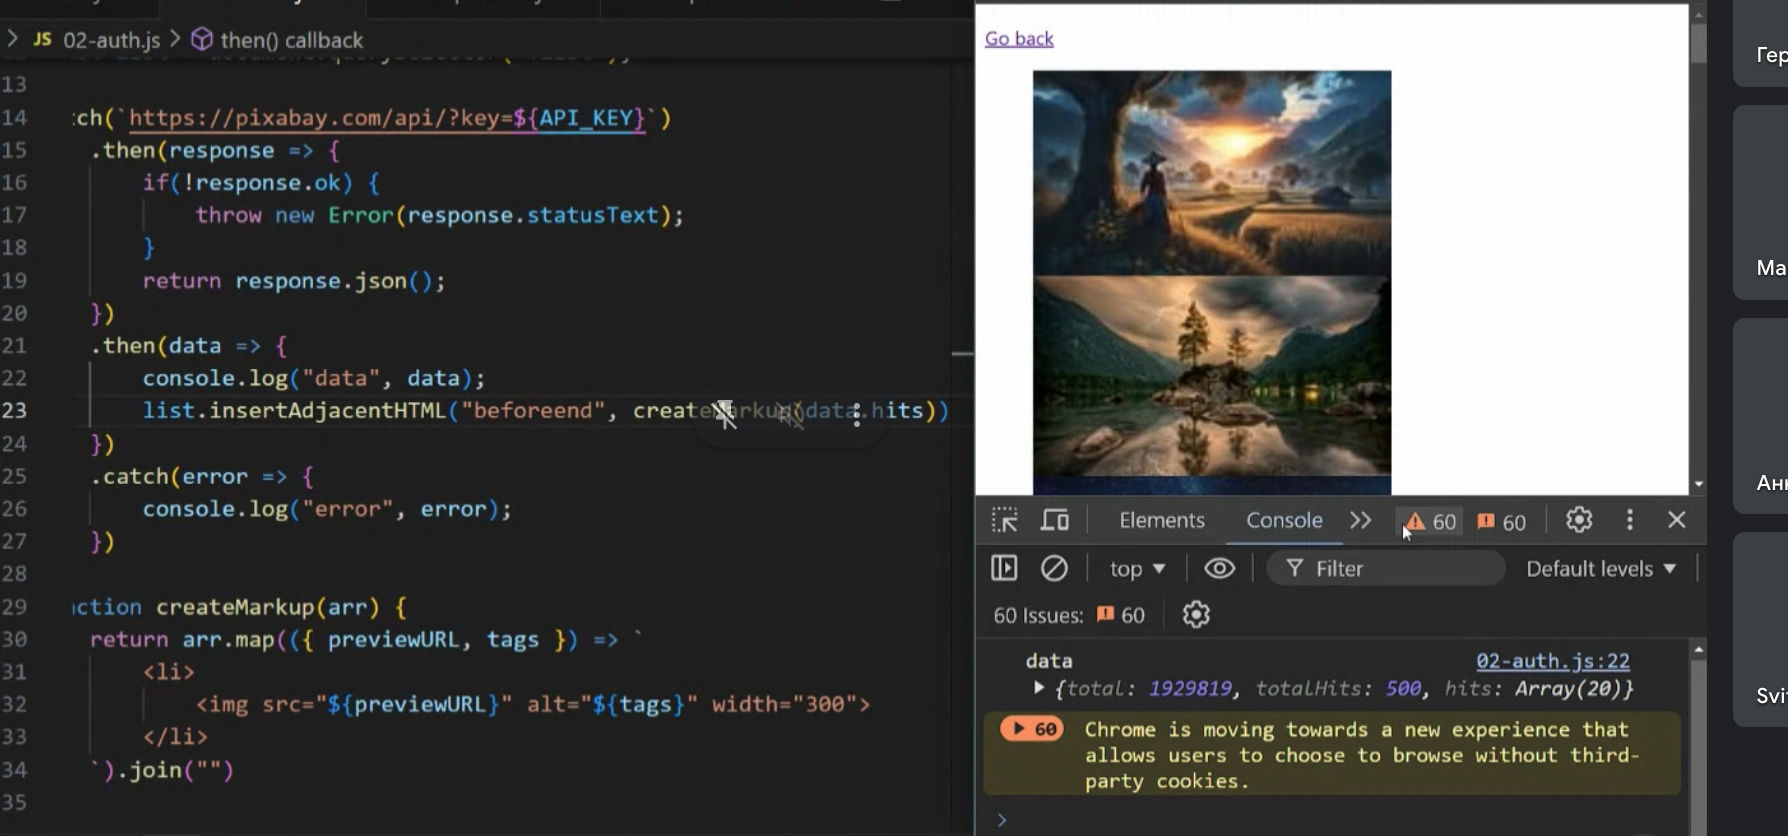 JS 02-auth.js > then() callback
13
14 :ch(`https://pixabay.com/api/?key=${API_KEY}`)
15 .then(response => {
16 if(!response.ok) {
17 throw new Error(response.statusText);
18 }
19 return response.json();
20 })
21 .then(data => {
22 console.log("data", data);
23 list.insertAdjacentHTML("beforeend", createMarkup(data.hits))
24 })
25 .catch(error => {
26 console.log("error", error);
27 })
28
29 nction createMarkup(arr) {
30 return arr.map(({ previewURL, tags }) => `
31 <li>
32 <img src="${previewURL}" alt="${tags}" width="300">
33 </li>
34 `).join("")
35
Go back
Elements Console 60 60
top Filter Default levels
60 Issues: 60
data 02-auth.js:22
{total: 1929819, totalHits: 500, hits: Array(20)}
60 Chrome is moving towards a new experience that
allows users to choose to browse without third-
party cookies.
>
Гер
Ма
Анн
Svit